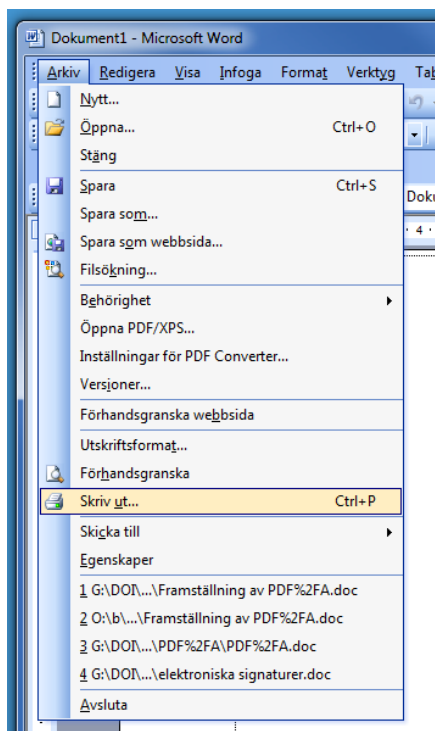 Dokument1 - Microsoft Word
Arkiv Redigera Visa Infoga Format Verktyg
Nytt...
Öppna... Ctrl+O
Stäng
Spara Ctrl+S
Spara som...
Spara som webbsida...
Filsökning...
Behörighet
Öppna PDF/XPS...
Inställningar för PDF Converter...
Versioner...
Förhandsgranska webbsida
Utskriftsformat...
Förhandsgranska
Skriv ut... Ctrl+P
Skicka till
Egenskaper
1 G:\DOI\...\Framställning av PDF%2FA.doc
2 O:\b\...\Framställning av PDF%2FA.doc
3 G:\DOI\...\PDF%2FA\PDF%2FA.doc
4 G:\DOI\...\elektroniska signaturer.doc
Avsluta
4